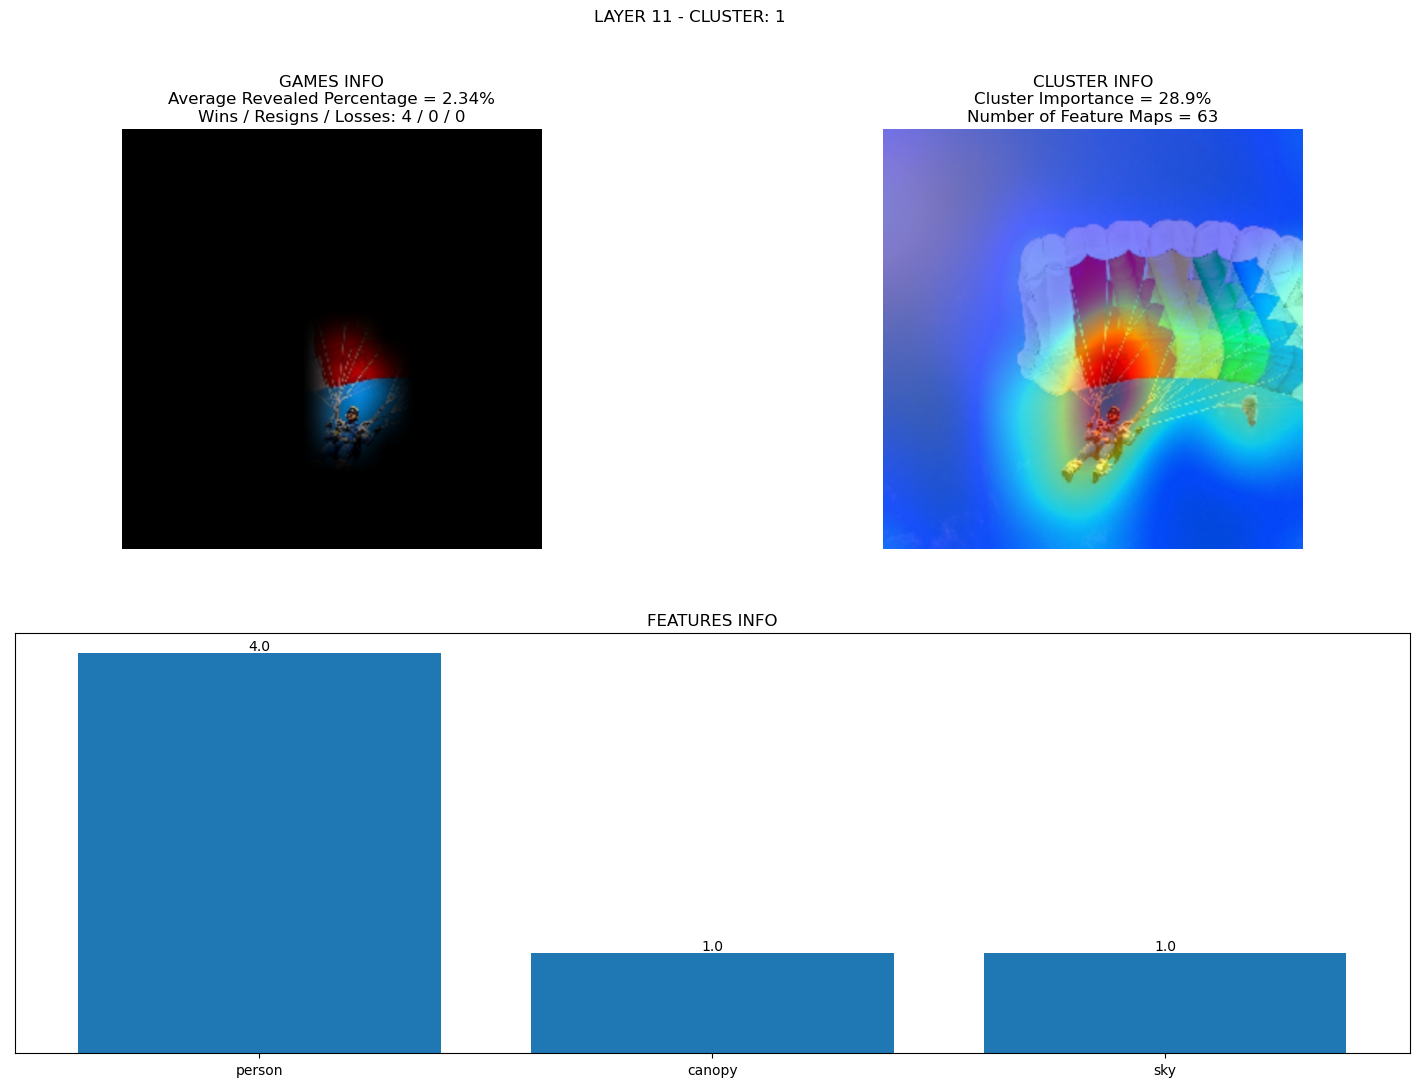 LAYER 11 - CLUSTER: 1
GAMES INFO
Average Revealed Percentage = 2.34%
Wins / Resigns / Losses: 4 / 0 / 0
CLUSTER INFO
Cluster Importance = 28.9%
Number of Feature Maps = 63
FEATURES INFO
4.0
1.0
1.0
person
canopy
sky